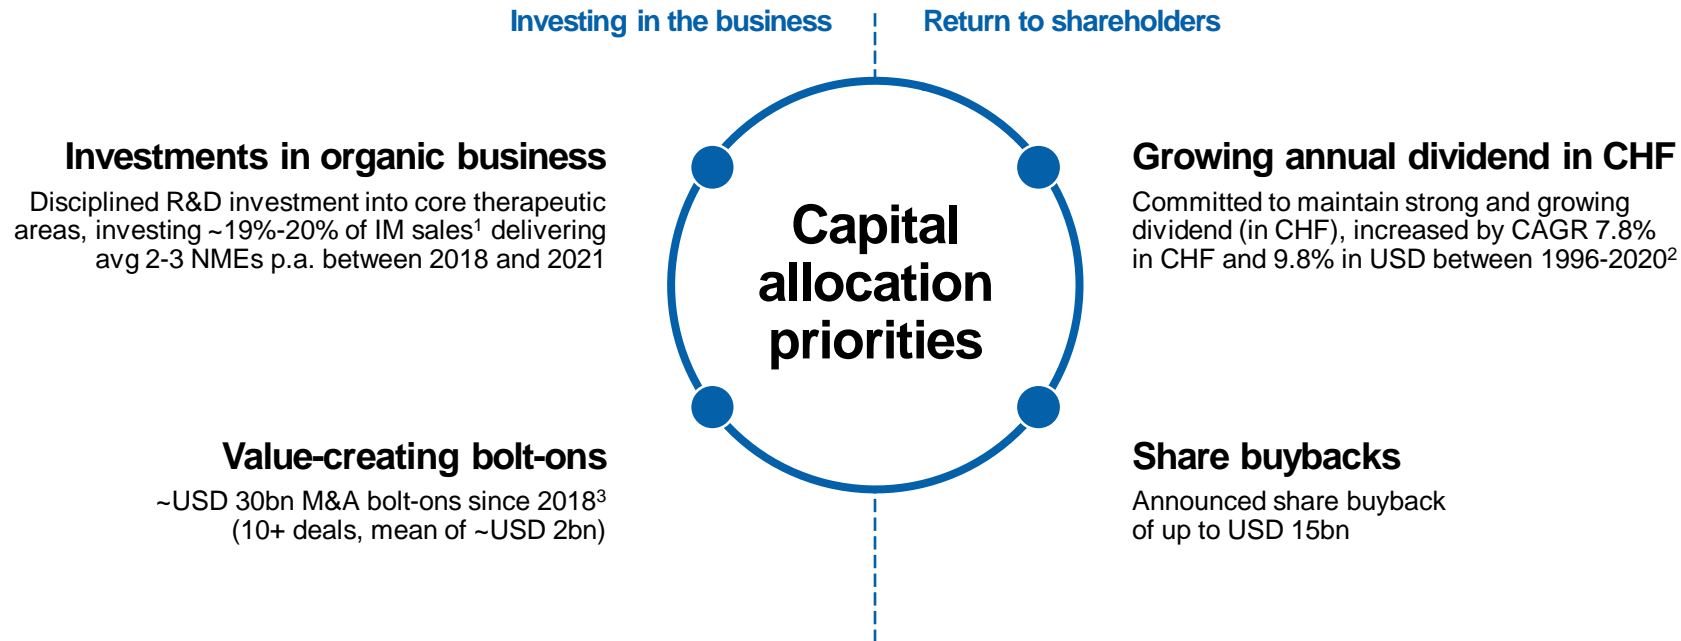 Investing in the business
Return to shareholders
Investments in organic business
Disciplined R&D investment into core therapeutic
areas, investing ~19%-20% of IM sales¹ delivering
avg 2-3 NMEs p.a. between 2018 and 2021
Growing annual dividend in CHF
Committed to maintain strong and growing
dividend (in CHF), increased by CAGR 7.8%
in CHF and 9.8% in USD between 1996-2020²
Capital
allocation
priorities
Value-creating bolt-ons
~USD 30bn M&A bolt-ons since 2018³
(10+ deals, mean of ~USD 2bn)
Share buybacks
Announced share buyback
of up to USD 15bn